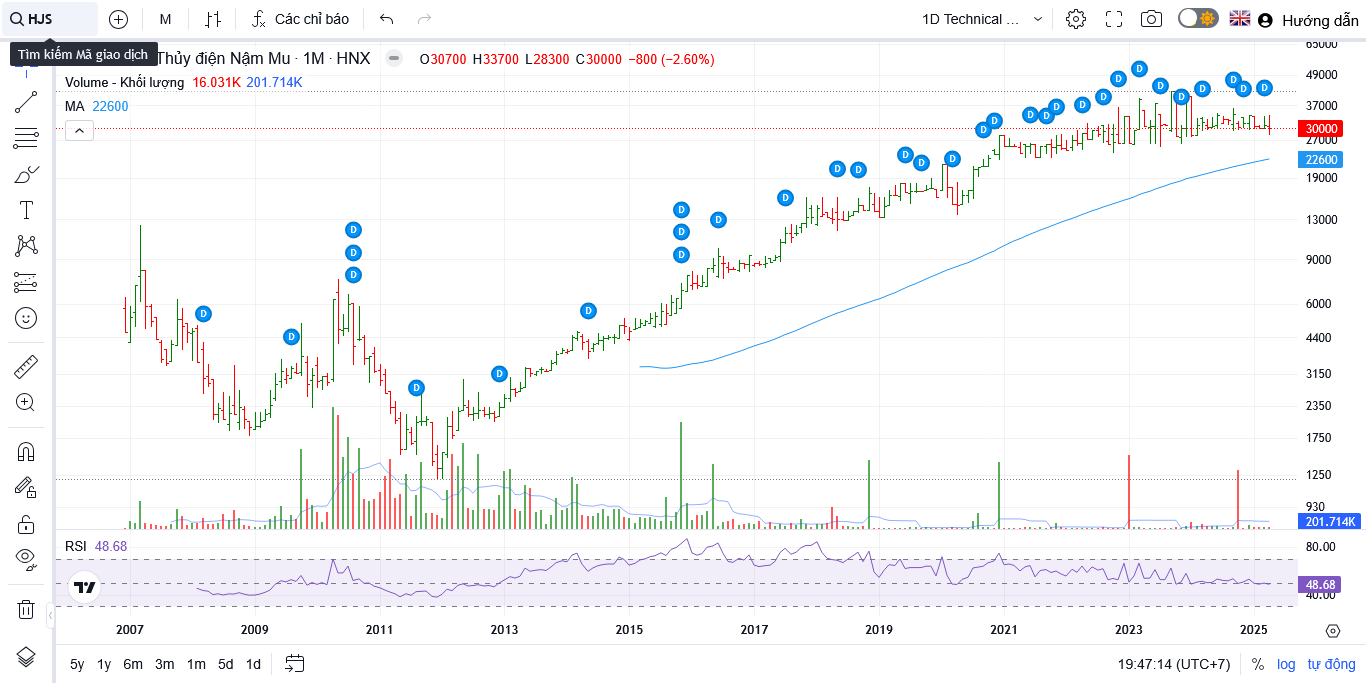 HJS M Các chỉ báo 1D Technical ... Hướng dẫn
Tìm kiếm Mã giao dịch
Thủy điện Nậm Mu · 1M · HNX O30700 H33700 L28300 C30000 −800 (−2.60%)
Volume - Khối lượng 16.031K 201.714K
MA 22600
65000
49000
37000
30000
27000
22600
19000
13000
9000
6000
4400
3150
2350
1750
1250
930
201.714K
D D D D D D D D D D D D D D D D D D D D D D D D D D D D D D D D D D D
RSI 48.68
80.00
48.68
40.00
2007 2009 2011 2013 2015 2017 2019 2021 2023 2025
5y 1y 6m 3m 1m 5d 1d 19:47:14 (UTC+7) % log tự động